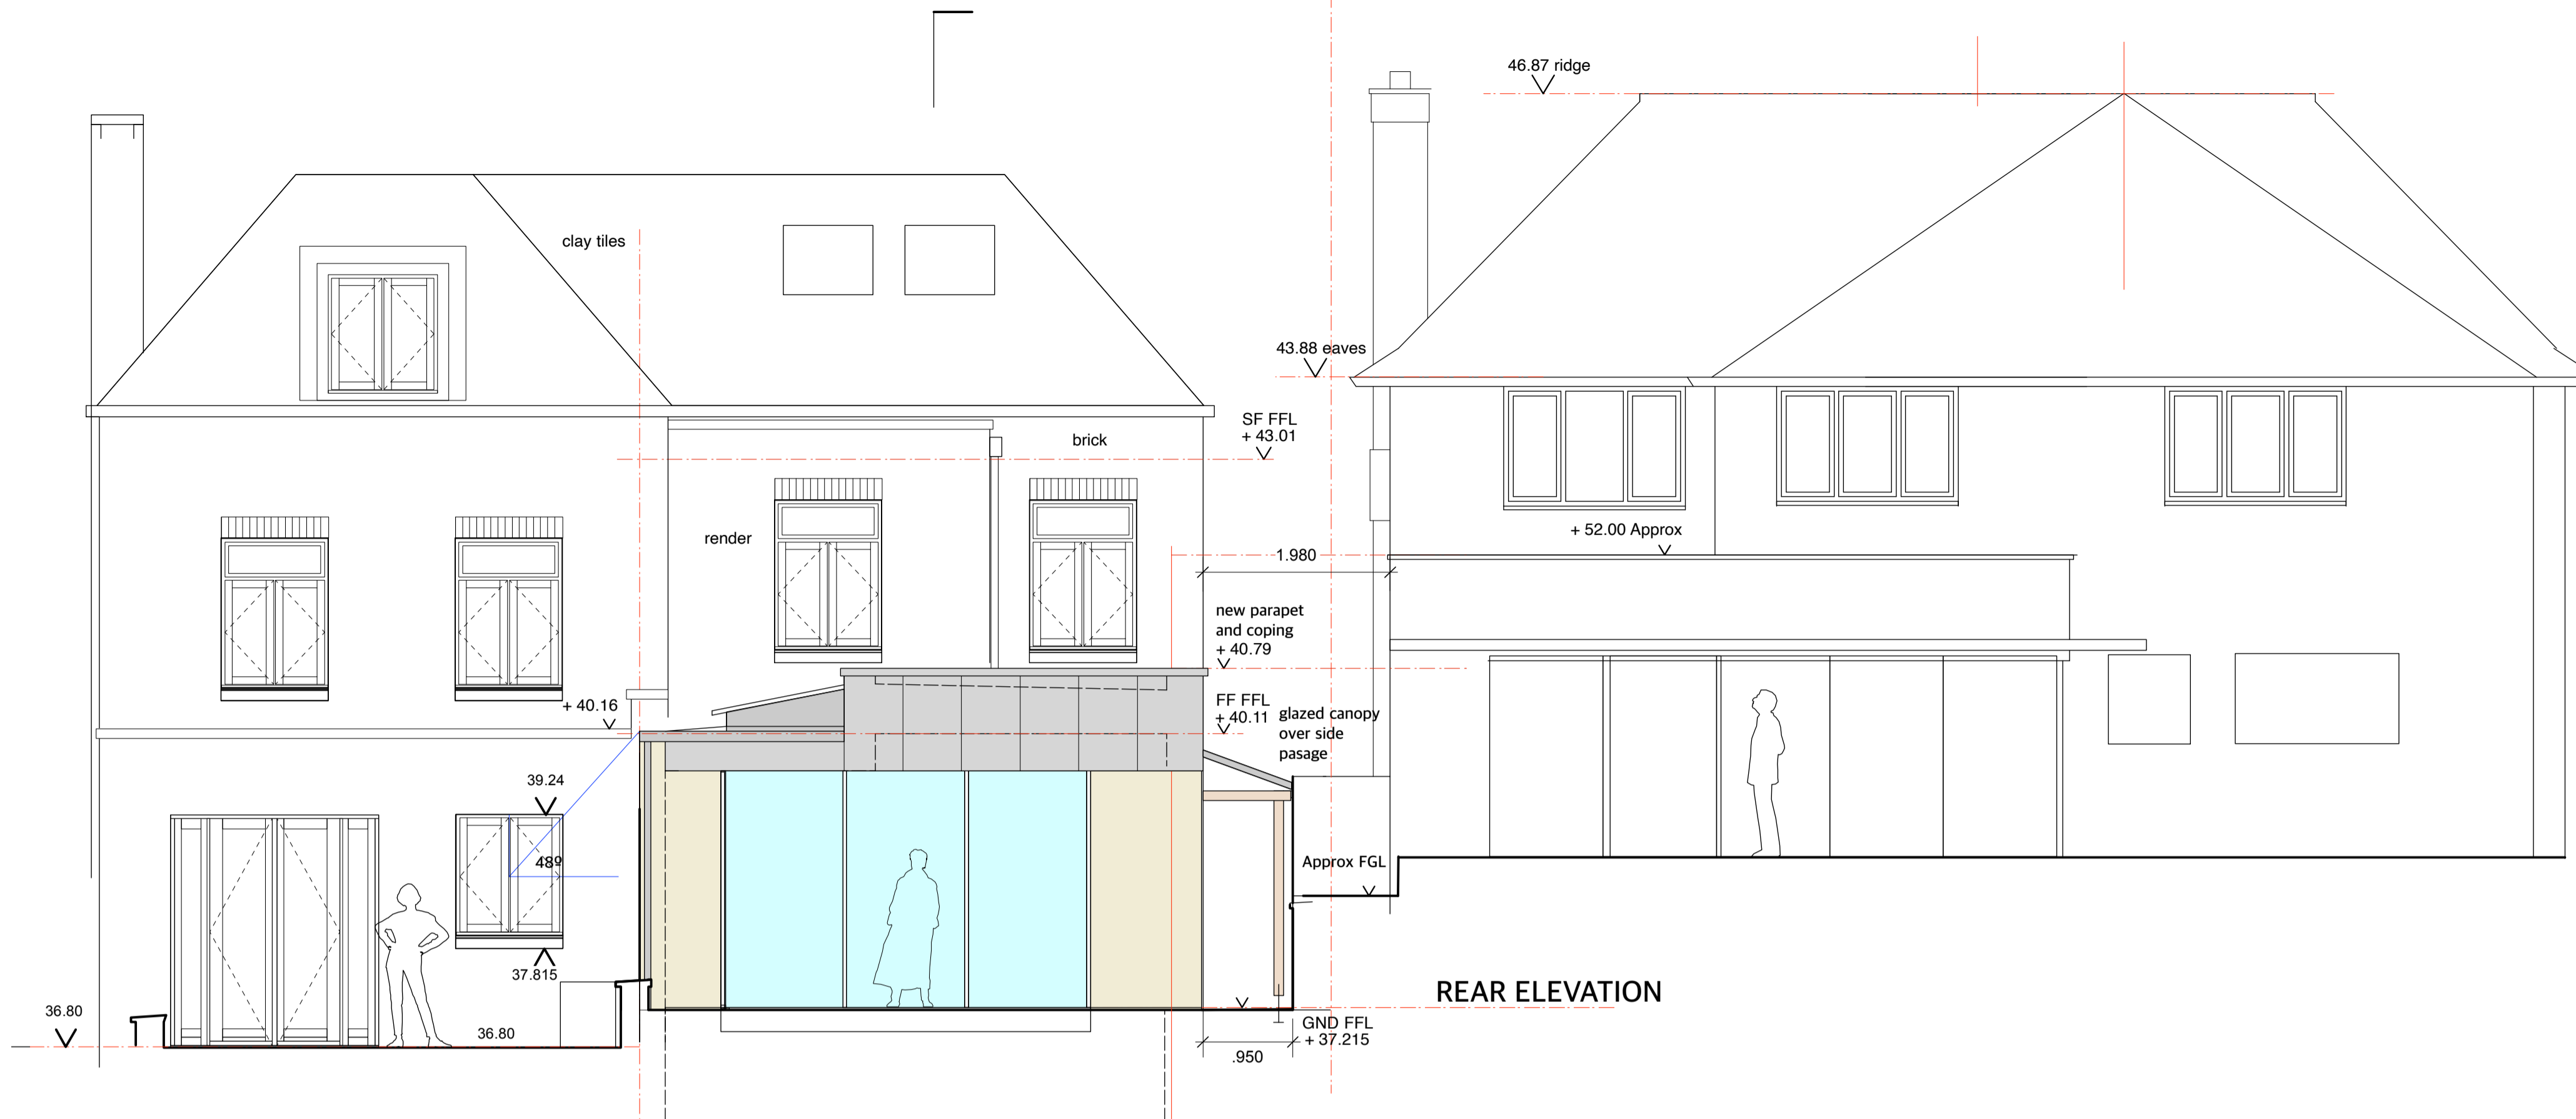 46.87 ridge
clay tiles
43.88 eaves
SF FFL
+ 43.01
brick
render
+ 52.00 Approx
1.980
new parapet
and coping
+ 40.79
+ 40.16
FF FFL
+ 40.11
glazed canopy
over side
pasage
39.24
48º
Approx FGL
37.815
REAR ELEVATION
36.80
36.80
GND FFL
+ 37.215
.950